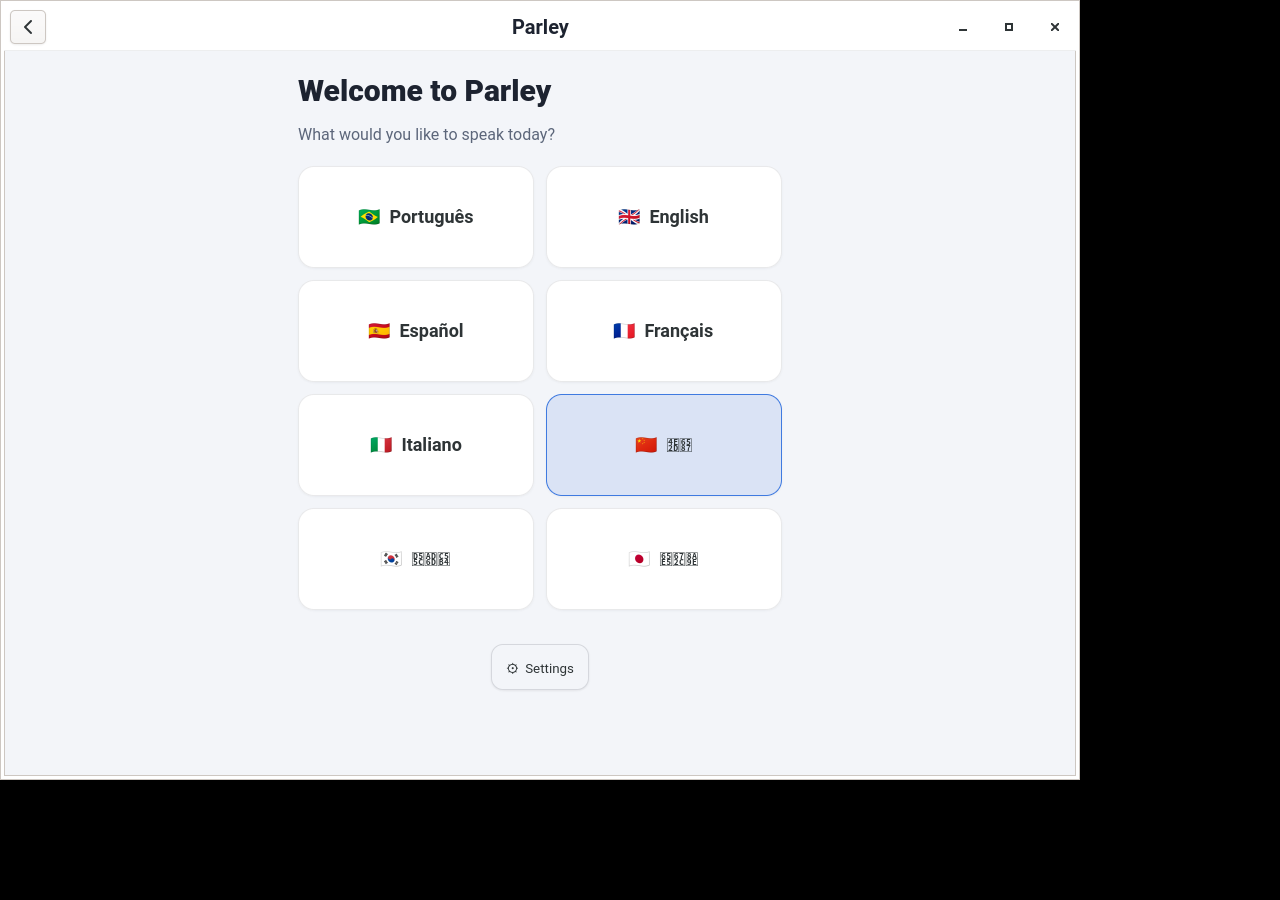 Parley
Welcome to Parley
What would you like to speak today?
Português
English
Español
Français
Italiano
Settings